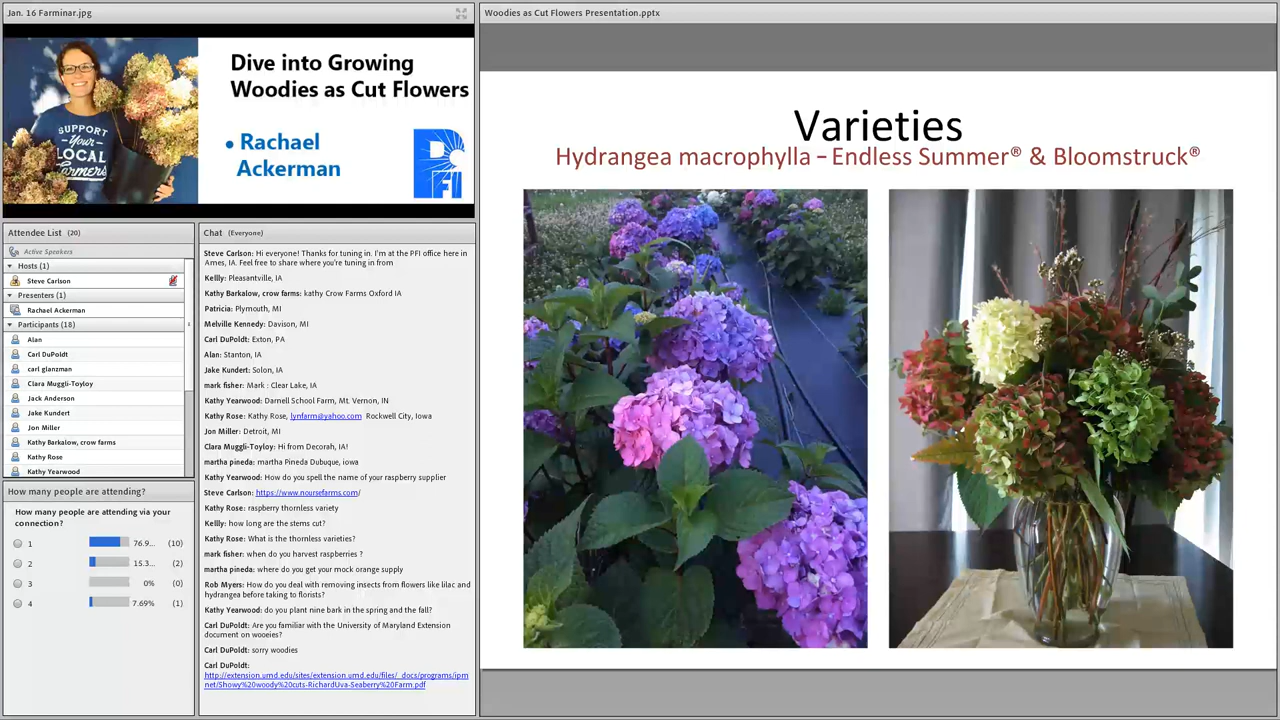 Jan. 16 Farminar.jpg
Dive into Growing
Woodies as Cut Flowers
• Rachael
Ackerman
SUPPORT
Your
LOCAL
Farmers
PFI
Attendee List (20)
Active Speakers
Hosts (1)
Steve Carlson
Presenters (1)
Rachael Ackerman
Participants (18)
Alan
Carl DuPoldt
carl glanzman
Clara Muggli-Toyloy
Jack Anderson
Jake Kundert
Jon Miller
Kathy Barkalow, crow farms
Kathy Rose
Kathy Yearwood
How many people are attending?
How many people are attending via your
connection?
1 76.9... (10)
2 15.3... (2)
3 0% (0)
4 7.69% (1)
Chat (Everyone)
Steve Carlson: Hi everyone! Thanks for tuning in. I'm at the PFI office here in
Ames, IA. Feel free to share where you're tuning in from
Kellly: Pleasantville, IA
Kathy Barkalow, crow farms: kathy Crow Farms Oxford IA
Patricia: Plymouth, MI
Melville Kennedy: Davison, MI
Carl DuPoldt: Exton, PA
Alan: Stanton, IA
Jake Kundert: Solon, IA
mark fisher: Mark : Clear Lake, IA
Kathy Yearwood: Darnell School Farm, Mt. Vernon, IN
Kathy Rose: Kathy Rose, lynfarm@yahoo.com Rockwell City, Iowa
Jon Miller: Detroit, MI
Clara Muggli-Toyloy: Hi from Decorah, IA!
martha pineda: martha Pineda Dubuque, iowa
Kathy Yearwood: How do you spell the name of your raspberry supplier
Steve Carlson: https://www.noursefarms.com/
Kathy Rose: raspberry thornless variety
Kellly: how long are the stems cut?
Kathy Rose: What is the thornless varieties?
mark fisher: when do you harvest raspberries ?
martha pineda: where do you get your mock orange supply
Rob Myers: How do you deal with removing insects from flowers like lilac and
hydrangea before taking to florists?
Kathy Yearwood: do you plant nine bark in the spring and the fall?
Carl DuPoldt: Are you familiar with the University of Maryland Extension
document on wooeies?
Carl DuPoldt: sorry woodies
Carl DuPoldt:
http://extension.umd.edu/sites/extension.umd.edu/files/_docs/programs/ipm
net/Showy%20woody%20cuts-RichardUva-Seaberry%20Farm.pdf
Woodies as Cut Flowers Presentation.pptx
Varieties
Hydrangea macrophylla – Endless Summer® & Bloomstruck®